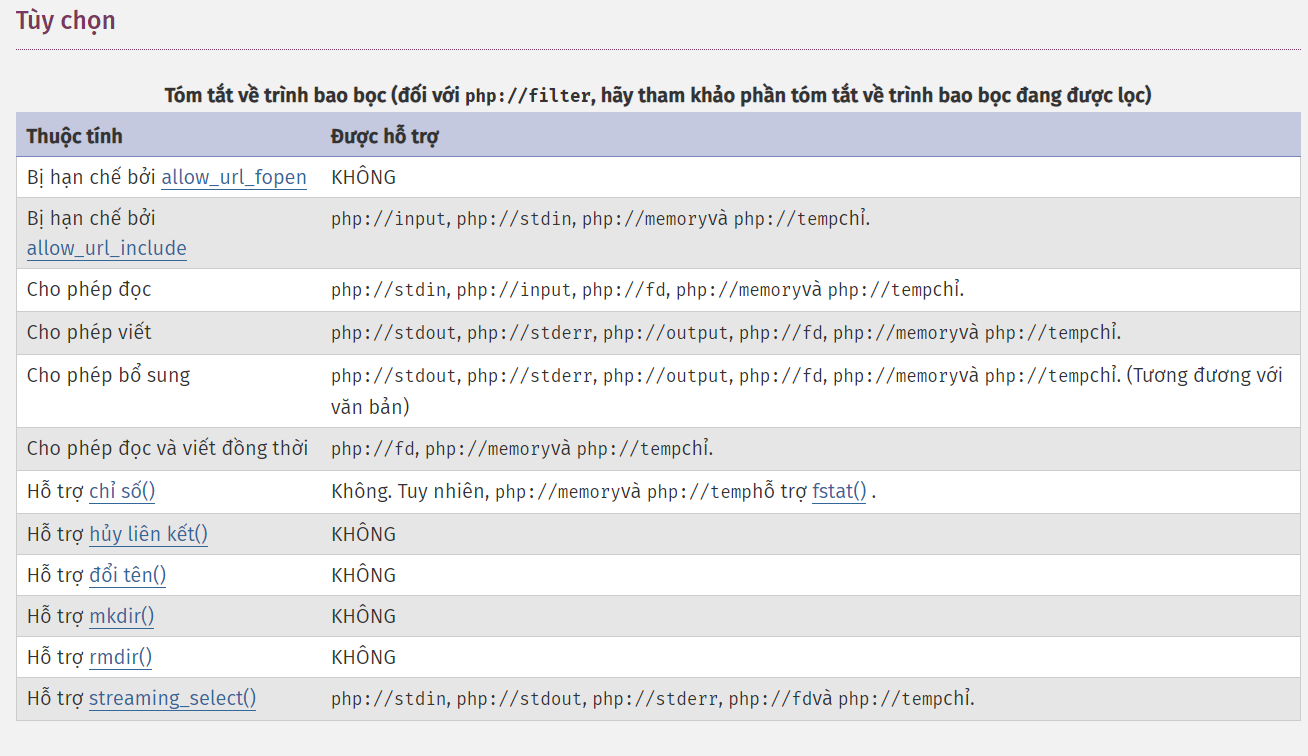 Tùy chọn
Tóm tắt về trình bao bọc (đối với php://filter, hãy tham khảo phần tóm tắt về trình bao bọc đang được lọc)
Thuộc tính Được hỗ trợ
Bị hạn chế bởi allow_url_fopen KHÔNG
Bị hạn chế bởi
allow_url_include
php://input, php://stdin, php://memoryvà php://tempchỉ.
Cho phép đọc php://stdin, php://input, php://fd, php://memoryvà php://tempchỉ.
Cho phép viết php://stdout, php://stderr, php://output, php://fd, php://memoryvà php://tempchỉ.
Cho phép bổ sung php://stdout, php://stderr, php://output, php://fd, php://memoryvà php://tempchỉ. (Tương đương với
văn bản)
Cho phép đọc và viết đồng thời php://fd, php://memoryvà php://tempchỉ.
Hỗ trợ chỉ số() Không. Tuy nhiên, php://memoryvà php://temphỗ trợ fstat() .
Hỗ trợ hủy liên kết() KHÔNG
Hỗ trợ đổi tên() KHÔNG
Hỗ trợ mkdir() KHÔNG
Hỗ trợ rmdir() KHÔNG
Hỗ trợ streaming_select() php://stdin, php://stdout, php://stderr, php://fdvà php://tempchỉ.